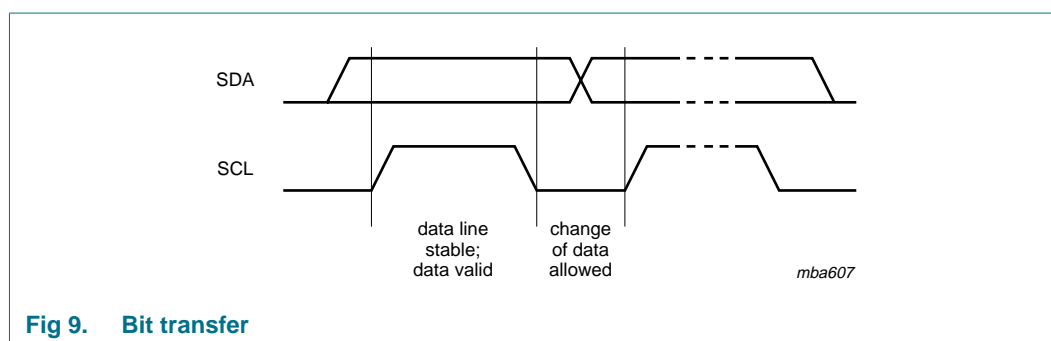 SDA
SCL
data line
stable;
data valid
change
of data
allowed
mba607
Fig 9. Bit transfer